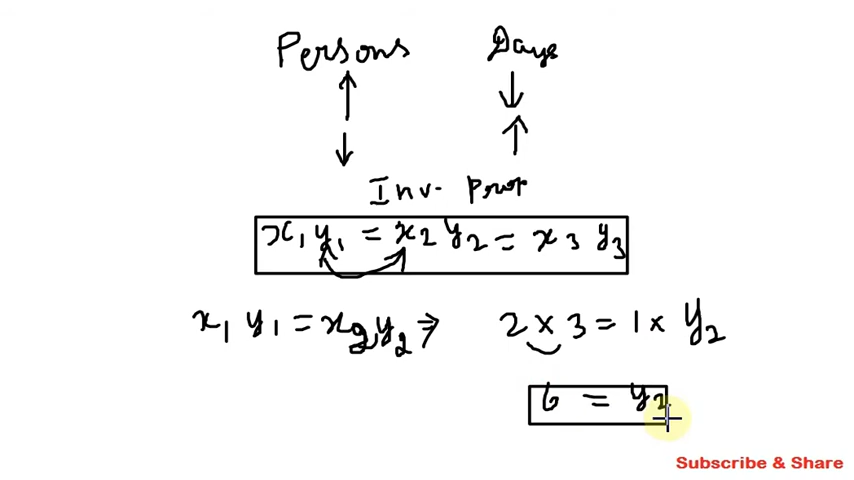 Persons Days
Inv. Prop
x₁ y₁ = x₂ y₂ = x₃ y₃
x₁ y₁ = x₂ y₂ ⇒ 2 × 3 = 1 × y₂
6 = y₂
Subscribe & Share